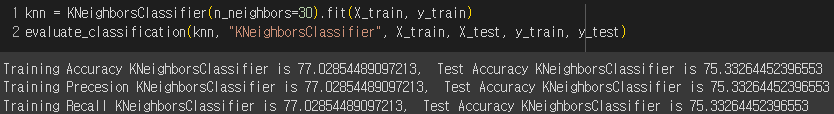 1 knn = KNeighborsClassifier(n_neighbors=30).fit(X_train, y_train)
2 evaluate_classification(knn, "KNeighborsClassifier", X_train, X_test, y_train, y_test)
Training Accuracy KNeighborsClassifier is 77.02854489097213,  Test Accuracy KNeighborsClassifier is 75.33264452396553
Training Precesion KNeighborsClassifier is 77.02854489097213,  Test Accuracy KNeighborsClassifier is 75.33264452396553
Training Recall KNeighborsClassifier is 77.02854489097213,  Test Accuracy KNeighborsClassifier is 75.33264452396553